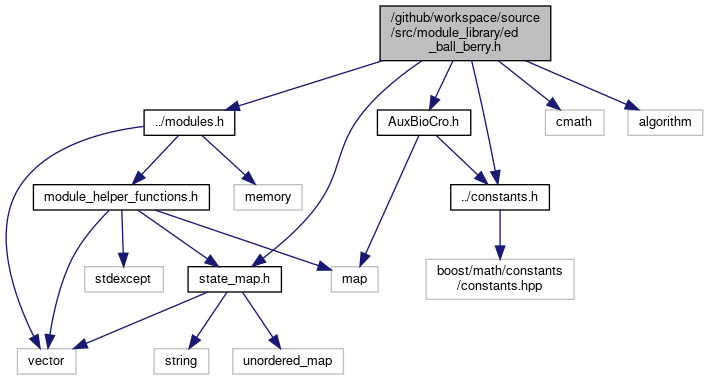 /github/workspace/source
/src/module_library/ed
_ball_berry.h
../modules.h
AuxBioCro.h
cmath
algorithm
module_helper_functions.h
memory
../constants.h
stdexcept
state_map.h
map
boost/math/constants
/constants.hpp
vector
string
unordered_map